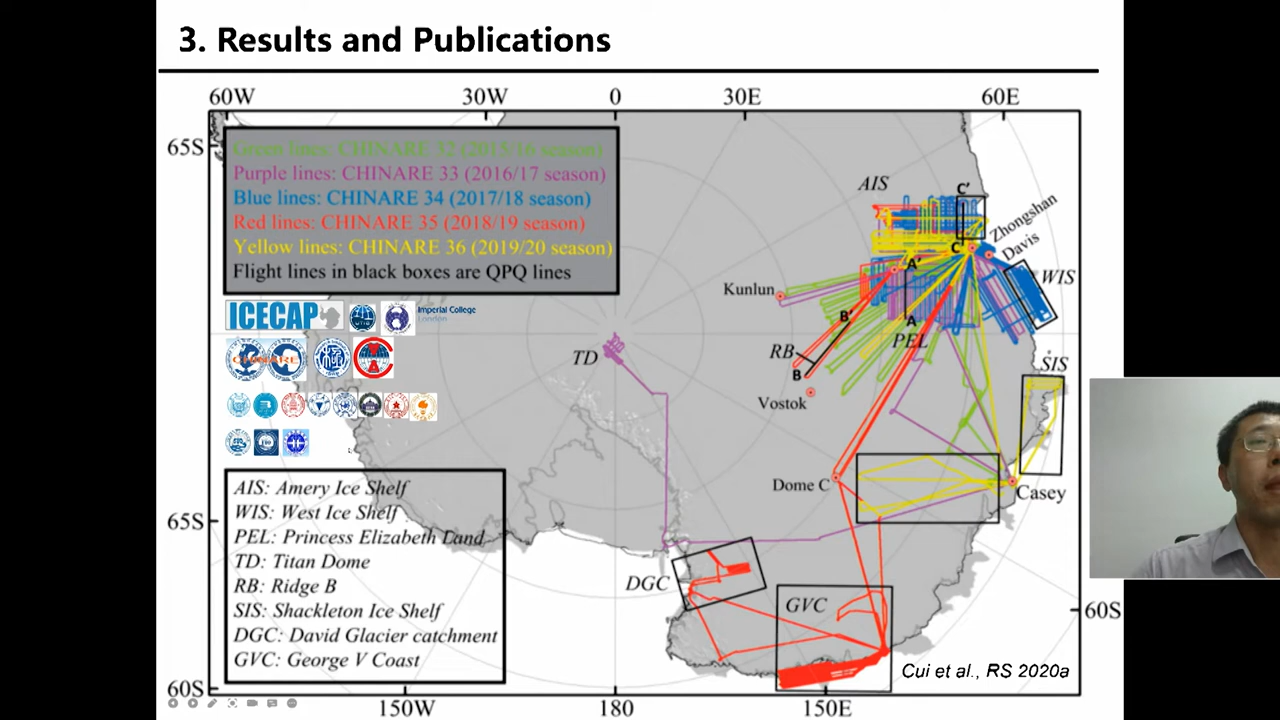 3. Results and Publications
60W 30W 0 30E 60E
65S
Green lines: CHINARE 32 (2015/16 season)
Purple lines: CHINARE 33 (2016/17 season)
Blue lines: CHINARE 34 (2017/18 season)
Red lines: CHINARE 35 (2018/19 season)
Yellow lines: CHINARE 36 (2019/20 season)
Flight lines in black boxes are QPQ lines
AIS
C'
Zhongshan
Davis
C
A'
WIS
Kunlun
B'
A
PEL
ICECAP
Imperial College
London
CHINARE
TD
RB
B
SIS
Vostok
Dome C
Casey
AIS: Amery Ice Shelf
WIS: West Ice Shelf
65S
PEL: Princess Elizabeth Land
TD: Titan Dome
RB: Ridge B
SIS: Shackleton Ice Shelf
DGC: David Glacier catchment
GVC: George V Coast
DGC
GVC
60S
Cui et al., RS 2020a
60S
150W 180 150E